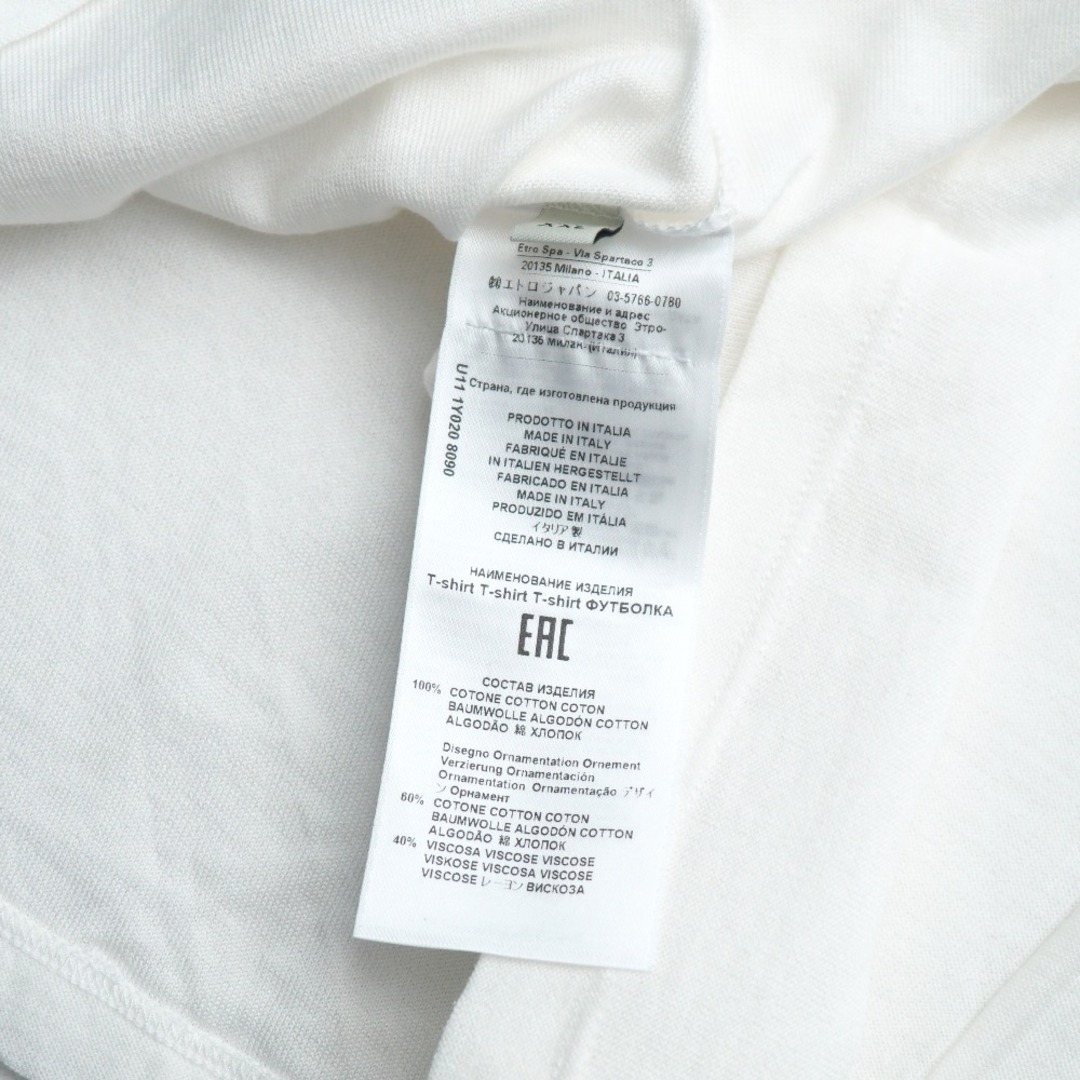 XXL
Etro Spa - Via Spartaco 3
20135 Milano - ITALIA
㈱エトロジャパン 03-5766-0780
Наименование и адрес
Акционерное общество Этро-
Улица Спартака 3
20135 Милан-(Италия)
U11 1Y020 8090
Страна, где изготовлена продукция
PRODOTTO IN ITALIA
MADE IN ITALY
FABRIQUÉ EN ITALIE
IN ITALIEN HERGESTELLT
FABRICADO EN ITALIA
MADE IN ITALY
PRODUZIDO EM ITÁLIA
イタリア製
СДЕЛАНО В ИТАЛИИ
НАИМЕНОВАНИЕ ИЗДЕЛИЯ
T-shirt T-shirt T-shirt ФУТБОЛКА
EAC
СОСТАВ ИЗДЕЛИЯ
100% COTONE COTTON COTON
BAUMWOLLE ALGODÓN COTTON
ALGODÃO 綿 ХЛОПОК
Disegno Ornamentation Ornement
Verzierung Ornamentación
Ornamentation Ornamentação デザイ
ン Орнамент
60% COTONE COTTON COTON
BAUMWOLLE ALGODÓN COTTON
ALGODÃO 綿 ХЛОПОК
40% VISCOSA VISCOSE VISCOSE
VISKOSE VISCOSA VISCOSE
VISCOSE レーヨン ВИСКОЗА